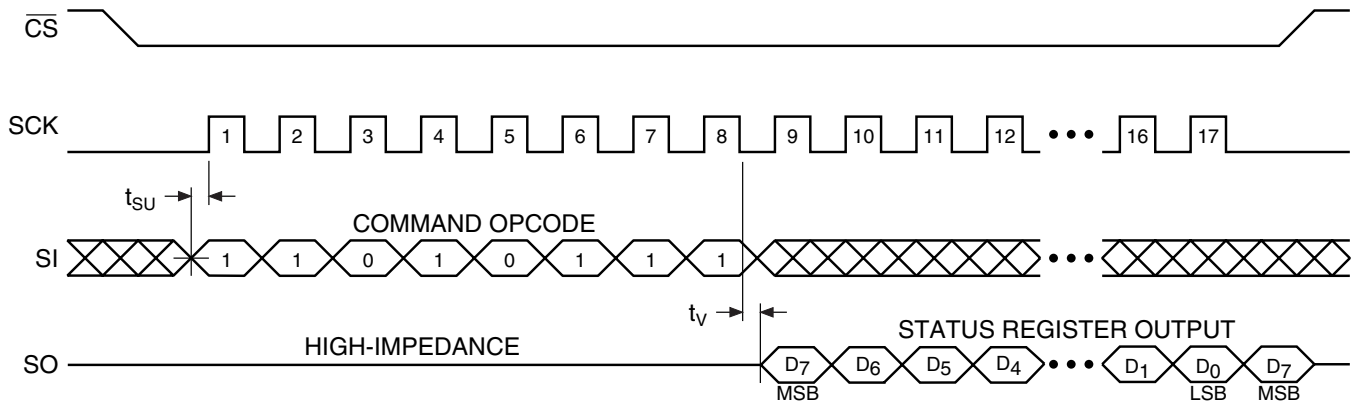 CS
SCK
1 2 3 4 5 6 7 8 9 10 11 12 ••• 16 17
tSU
COMMAND OPCODE
SI
1 1 0 1 0 1 1 1 •••
tV
STATUS REGISTER OUTPUT
HIGH-IMPEDANCE
SO
D7 D6 D5 D4 ••• D1 D0 D7
MSB LSB MSB